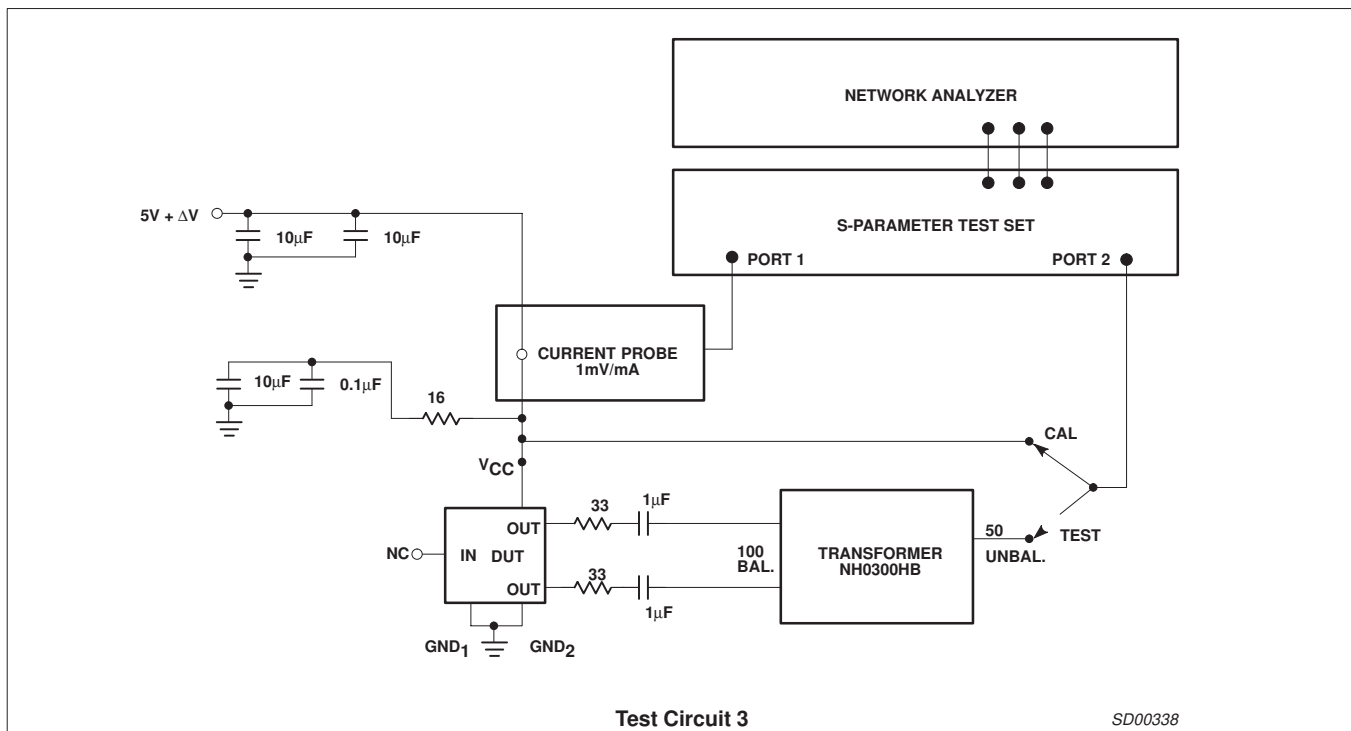 NETWORK ANALYZER
S-PARAMETER TEST SET
5V + ΔV
10µF
10µF
PORT 1
PORT 2
CURRENT PROBE
1mV/mA
10µF
0.1µF
16
CAL
VCC
33
1µF
OUT
NC
IN
DUT
100
BAL.
TRANSFORMER
NH0300HB
50
UNBAL.
TEST
OUT
33
1µF
GND1
GND2
Test Circuit 3
SD00338